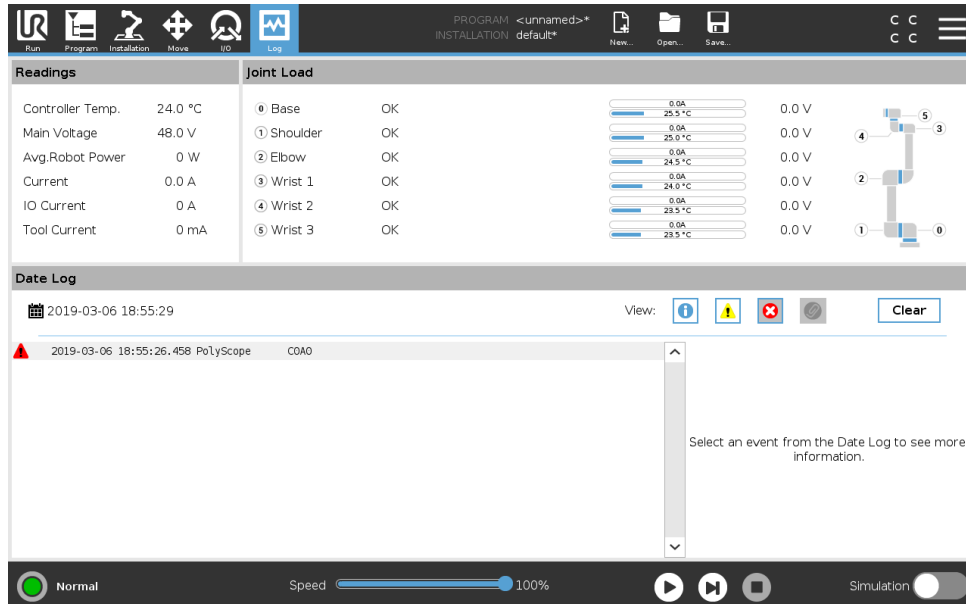 UR
PROGRAM <unnamed>*
INSTALLATION default*
C C
C C
Run Program Installation Move I/O Log New... Open... Save...
Readings
Joint Load
Controller Temp. 24.0 °C
Main Voltage 48.0 V
Avg.Robot Power 0 W
Current 0.0 A
IO Current 0 A
Tool Current 0 mA
0 Base OK 0.0A 25.5 °C 0.0 V
1 Shoulder OK 0.0A 25.0 °C 0.0 V
2 Elbow OK 0.0A 24.5 °C 0.0 V
3 Wrist 1 OK 0.0A 24.0 °C 0.0 V
4 Wrist 2 OK 0.0A 23.5 °C 0.0 V
5 Wrist 3 OK 0.0A 23.5 °C 0.0 V
5
4 3
2
1 0
Date Log
2019-03-06 18:55:29 View: Clear
2019-03-06 18:55:26.458 PolyScope C0A0
Select an event from the Date Log to see more
information.
Normal Speed 100% Simulation